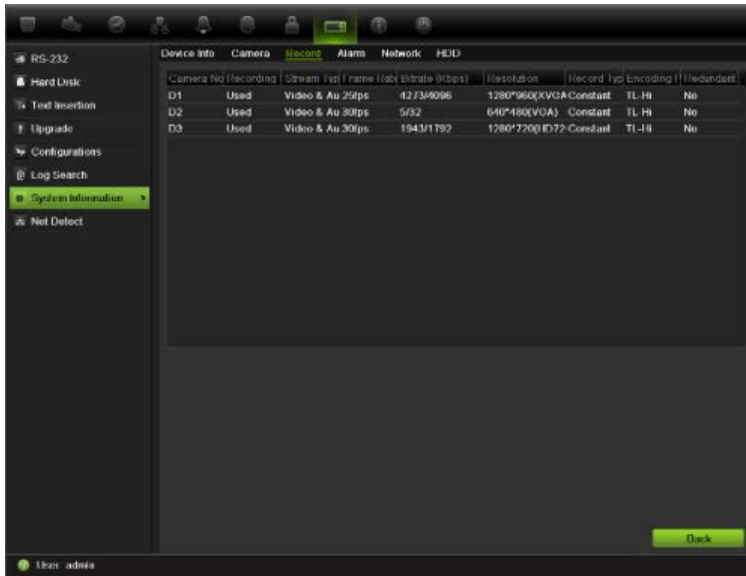 RS-232
Hard Disk
Text Insertion
Upgrade
Configurations
Log Search
System Information
Net Detect
Device Info Camera Record Alarm Network HDD
Camera No Recording Stream Typ Frame Rate Bitrate (Kbps) Resolution Record Typ Encoding Redundant
D1 Used Video & Au 25fps 4273/4096 1280*960(XVGA Constant TL-Hi No
D2 Used Video & Au 30fps 5/32 640*480(VGA) Constant TL-Hi No
D3 Used Video & Au 30fps 1943/1792 1280*720(HD72 Constant TL-Hi No
Back
User: admin